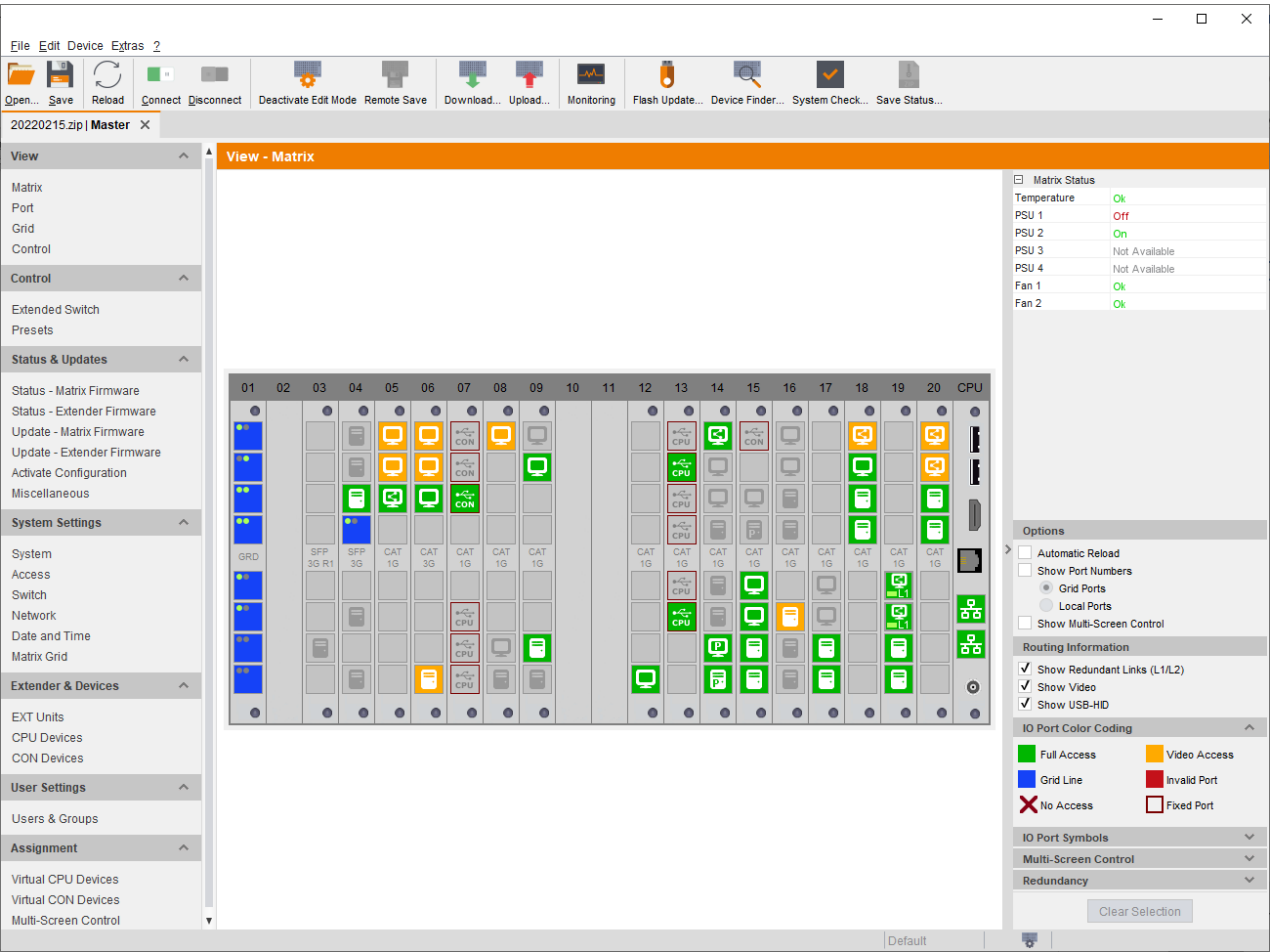 File Edit Device Extras ?
Open... Save Reload Connect Disconnect Deactivate Edit Mode Remote Save Download... Upload... Monitoring Flash Update... Device Finder... System Check... Save Status...
20220215.zip | Master
View
Matrix
Port
Grid
Control
Control
Extended Switch
Presets
Status & Updates
Status - Matrix Firmware
Status - Extender Firmware
Update - Matrix Firmware
Update - Extender Firmware
Activate Configuration
Miscellaneous
System Settings
System
Access
Switch
Network
Date and Time
Matrix Grid
Extender & Devices
EXT Units
CPU Devices
CON Devices
User Settings
Users & Groups
Assignment
Virtual CPU Devices
Virtual CON Devices
Multi-Screen Control
View - Matrix
01 02 03 04 05 06 07 08 09 10 11 12 13 14 15 16 17 18 19 20 CPU
CON CPU CON
CON CPU
CON CPU
CPU P
GRD SFP SFP CAT CAT CAT CAT CAT CAT CAT CAT CAT CAT CAT CAT CAT CAT
3G R1 3G 1G 3G 1G 1G 1G 1G 1G 1G 1G 1G 1G 1G 1G 1G
CPU L1
CPU CPU L1
CPU P
CPU P
Matrix Status
Temperature Ok
PSU 1 Off
PSU 2 On
PSU 3 Not Available
PSU 4 Not Available
Fan 1 Ok
Fan 2 Ok
Options
Automatic Reload
Show Port Numbers
Grid Ports
Local Ports
Show Multi-Screen Control
Routing Information
Show Redundant Links (L1/L2)
Show Video
Show USB-HID
IO Port Color Coding
Full Access Video Access
Grid Line Invalid Port
No Access Fixed Port
IO Port Symbols
Multi-Screen Control
Redundancy
Clear Selection
Default